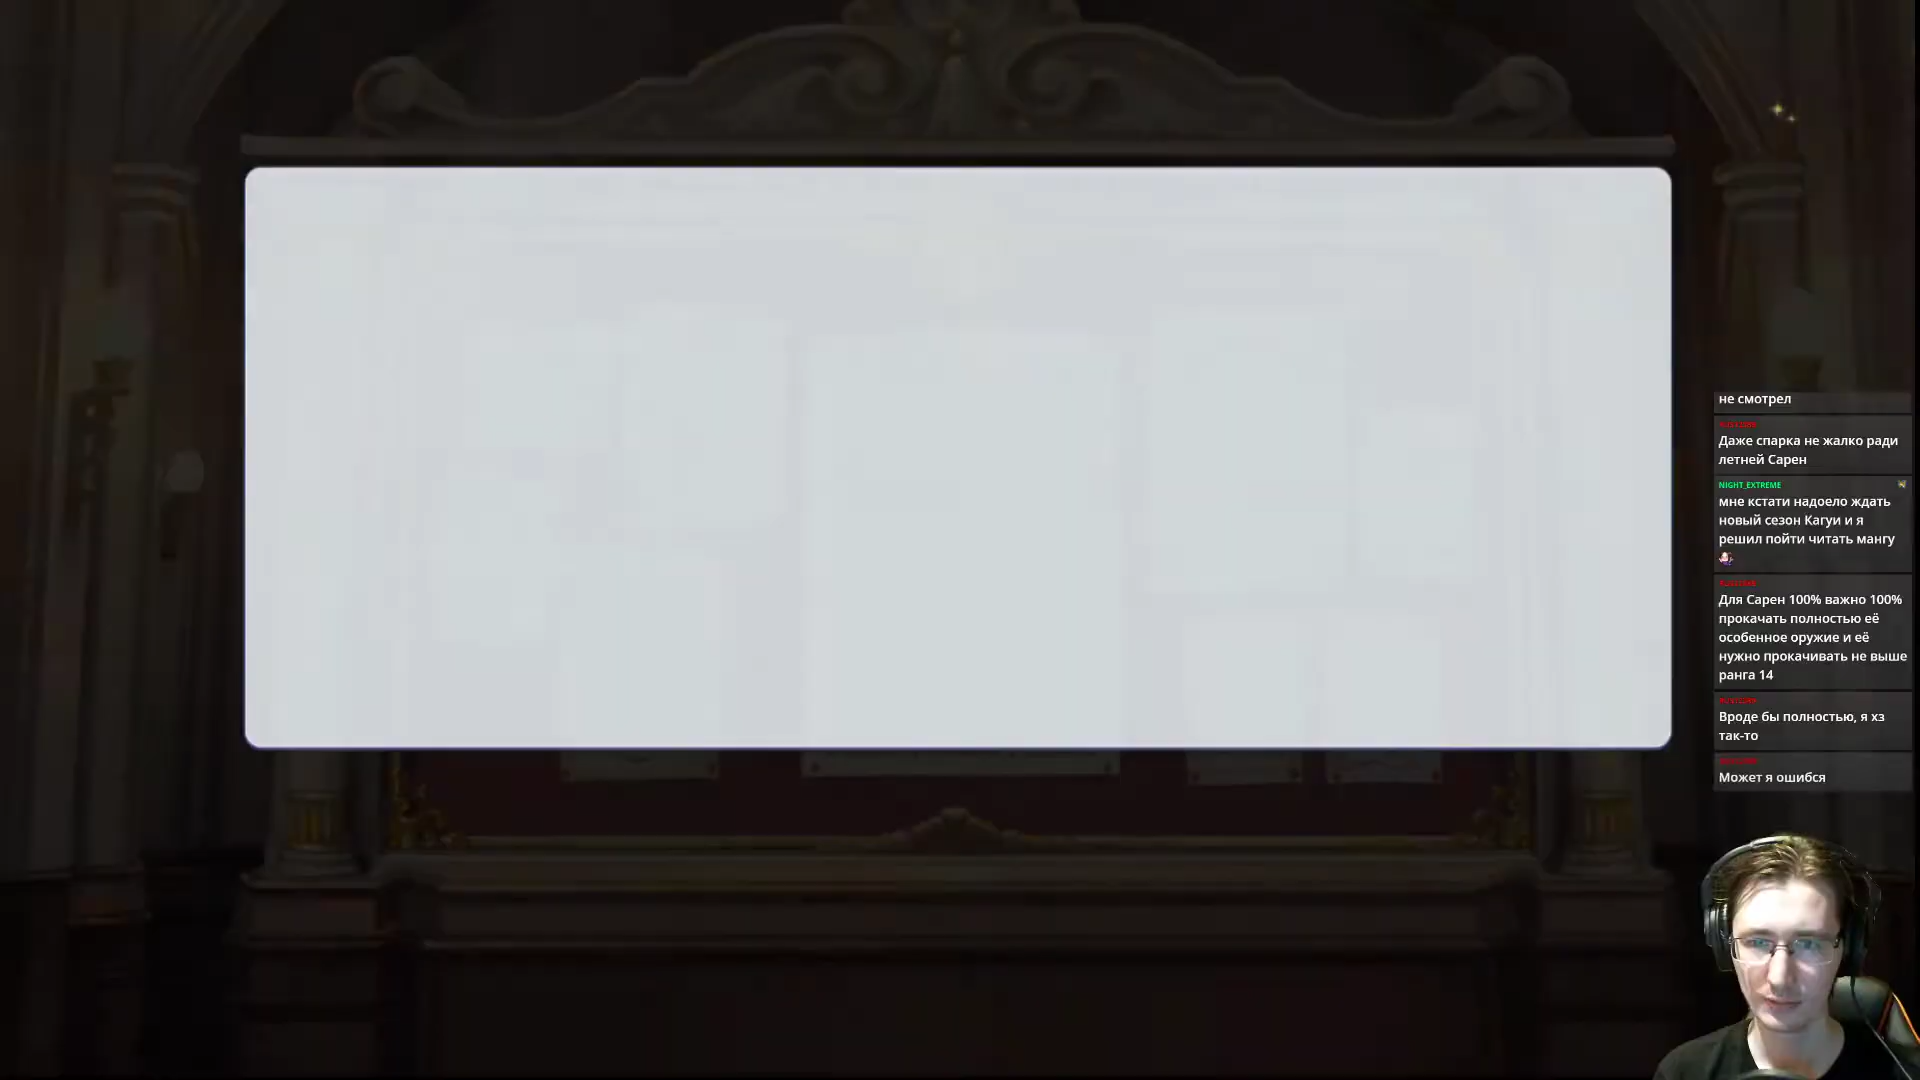 не смотрел
Даже спарка не жалко ради
летней Сарен
NIGHT_EXTREME
мне кстати надоело ждать
новый сезон Кагуи и я
решил пойти читать мангу
Для Сарен 100% важно 100%
прокачать полностью её
особенное оружие и её
нужно прокачивать не выше
ранга 14
Вроде бы полностью, я хз
так-то
Может я ошибся